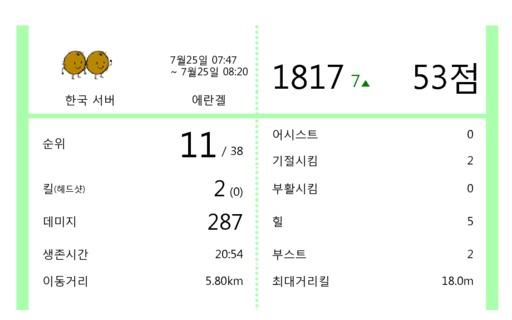 7월25일 07:47
~ 7월25일 08:20
한국 서버 에란겔
1817 7▲ 53점
순위 11 / 38
킬(헤드샷) 2 (0)
데미지 287
생존시간 20:54
이동거리 5.80km
어시스트 0
기절시킴 2
부활시킴 0
힐 5
부스트 2
최대거리킬 18.0m